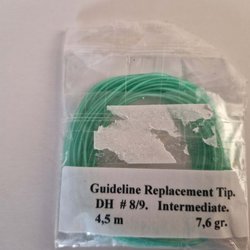 Guideline Replacement Tip.
DH # 8/9. Intermediate.
4,5 m 7,6 gr.